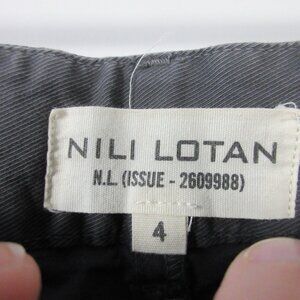 NILI LOTAN
N.L. (ISSUE - 2609988)
4